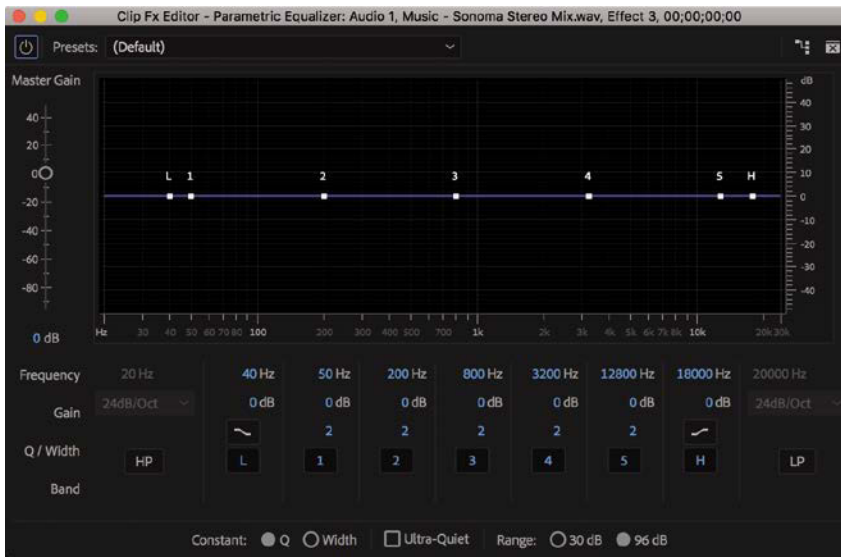 Clip Fx Editor - Parametric Equalizer: Audio 1, Music - Sonoma Stereo Mix.wav, Effect 3, 00;00;00;00
Presets: (Default)
Master Gain
40
20
0
-20
-40
-60
-80
0 dB
L 1 2 3 4 5 H
dB
40
30
20
10
0
-10
-20
-30
-40
Hz 30 40 50 60 70 80 100 200 300 400 500 700 1k 2k 3k 4k 5k 6k 7k 8k 10k 20k 30k
Frequency 20 Hz 40 Hz 50 Hz 200 Hz 800 Hz 3200 Hz 12800 Hz 18000 Hz 20000 Hz
Gain 24dB/Oct 0 dB 0 dB 0 dB 0 dB 0 dB 0 dB 0 dB 24dB/Oct
Q / Width 2 2 2 2 2
Band HP L 1 2 3 4 5 H LP
Constant: Q Width Ultra-Quiet Range: 30 dB 96 dB